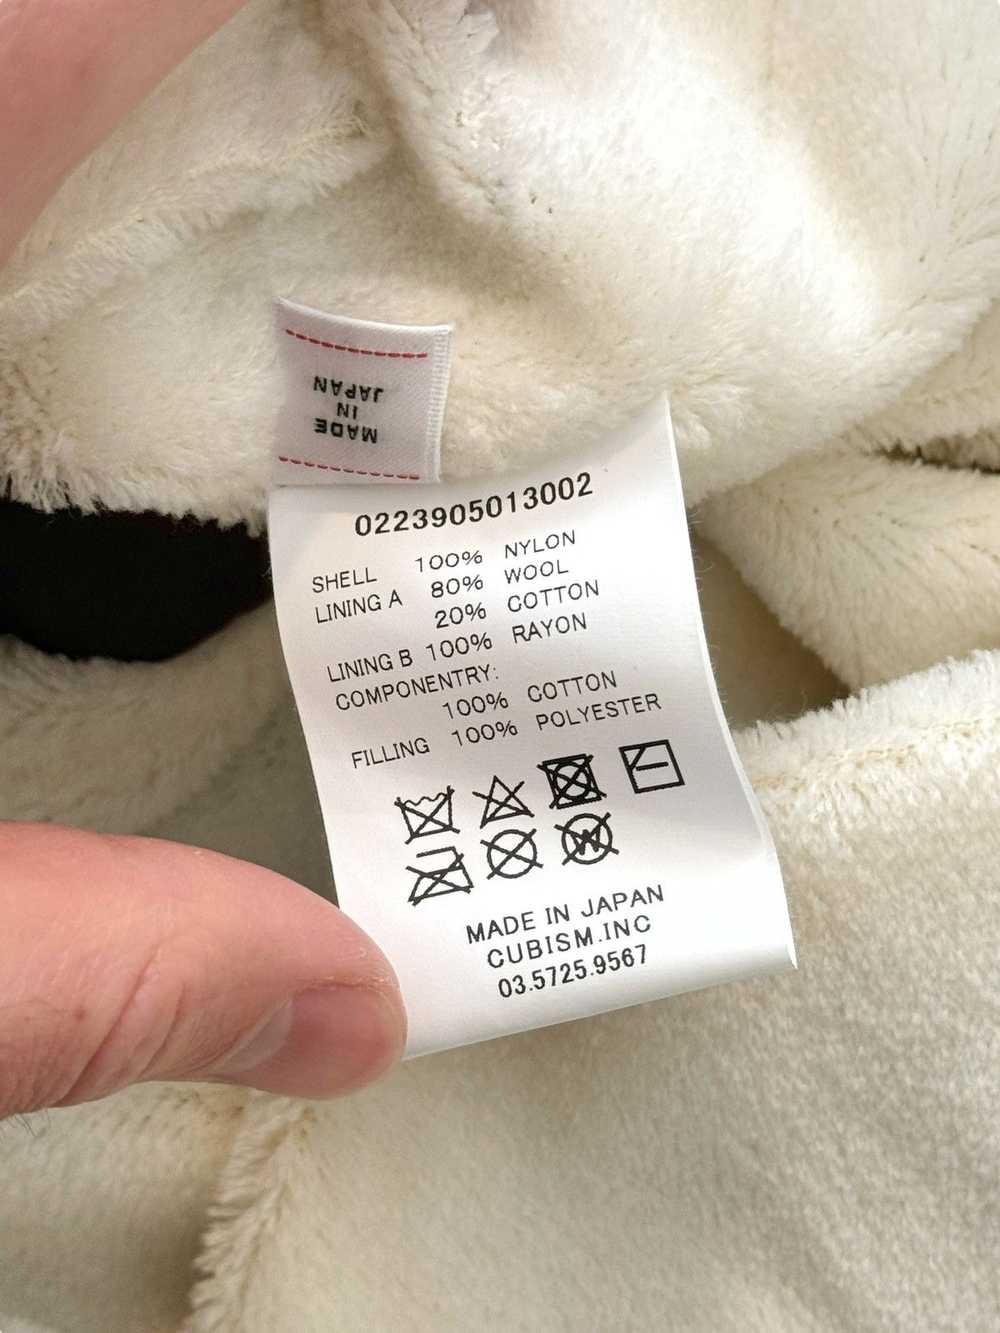 MADE
IN
JAPAN
0223905013002
SHELL 100% NYLON
LINING A 80% WOOL
20% COTTON
LINING B 100% RAYON
COMPONENTRY:
100% COTTON
FILLING 100% POLYESTER
W
MADE IN JAPAN
CUBISM.INC
03.5725.9567